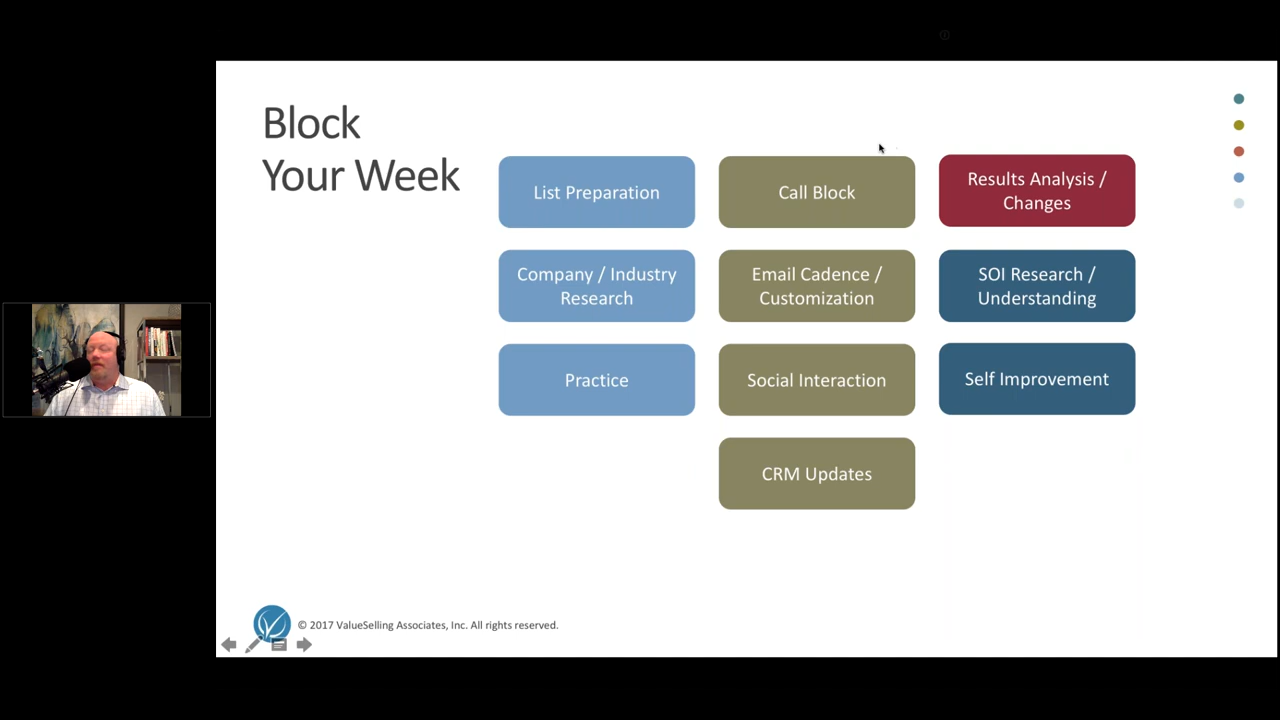 Block
Your Week
List Preparation
Call Block
Results Analysis /
Changes
Company / Industry
Research
Email Cadence /
Customization
SOI Research /
Understanding
Practice
Social Interaction
Self Improvement
CRM Updates
© 2017 ValueSelling Associates, Inc. All rights reserved.